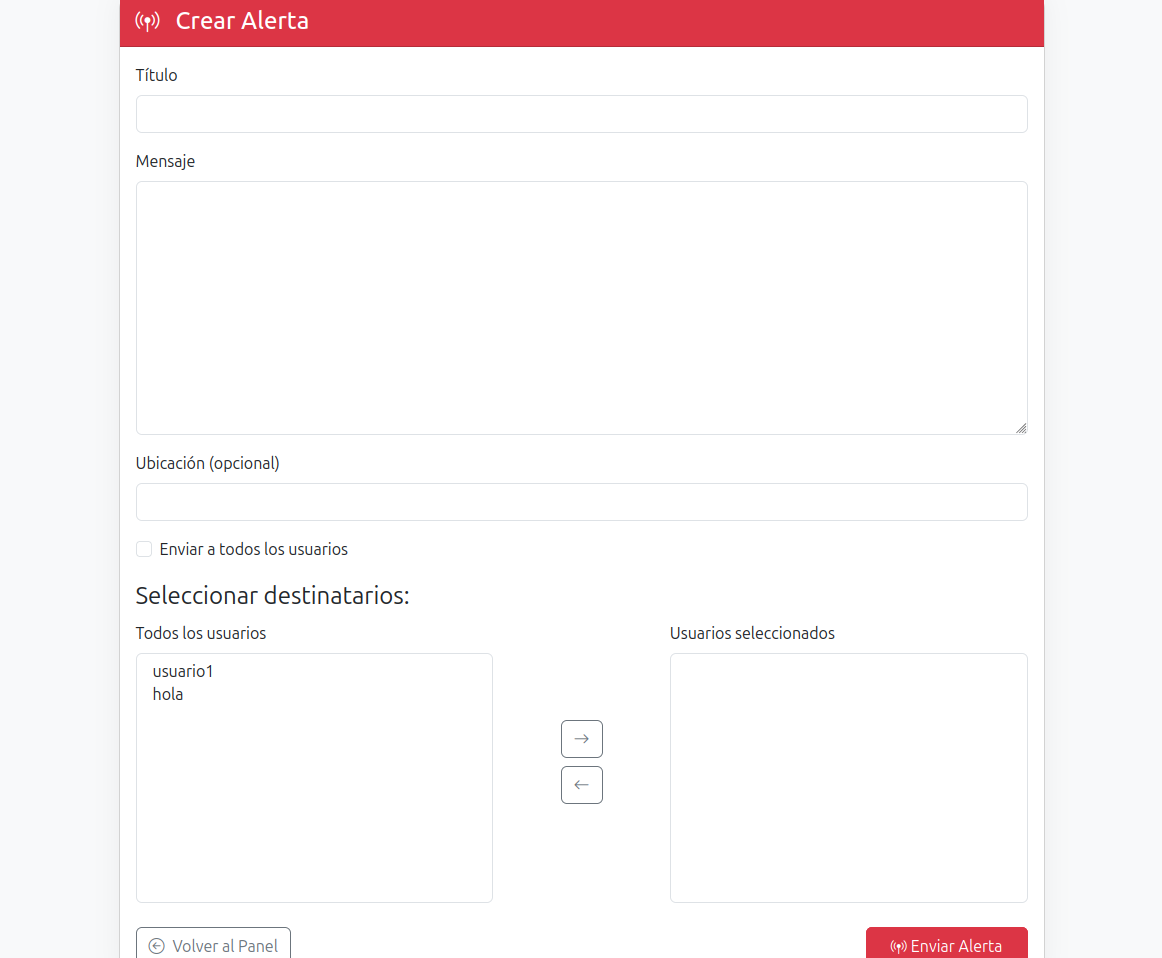 Crear Alerta
Título
Mensaje
Ubicación (opcional)
Enviar a todos los usuarios
Seleccionar destinatarios:
Todos los usuarios
usuario1
hola
Usuarios seleccionados
Volver al Panel
Enviar Alerta